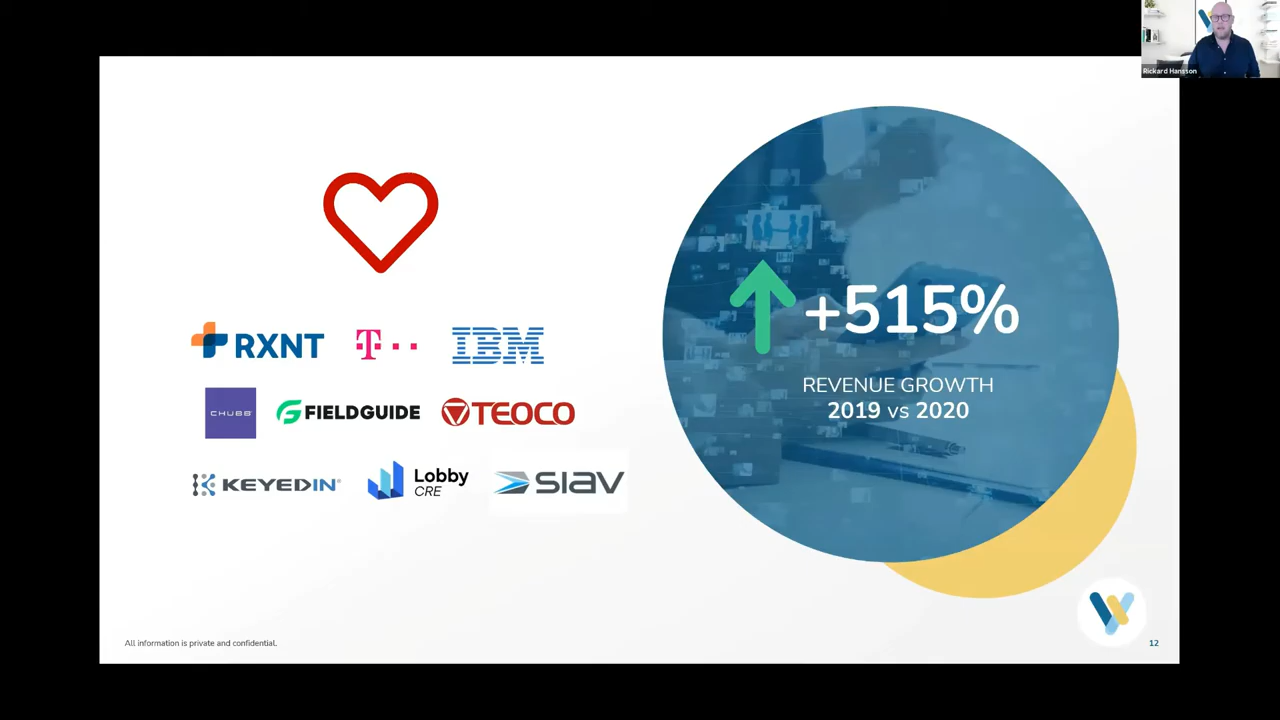 Rickard Hansson
RXNT
T
IBM
CHUBB
FIELDGUIDE
TEOCO
KEYEDIN®
Lobby
CRE
SIAV
+515%
REVENUE GROWTH
2019 vs 2020
All information is private and confidential.
12